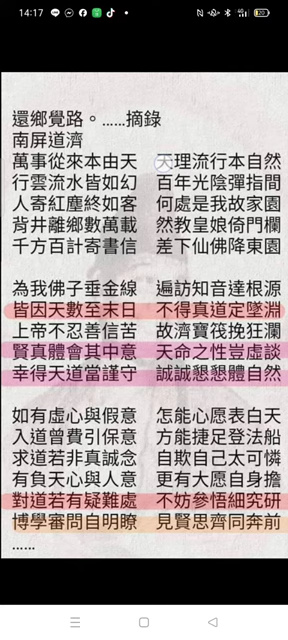 14:17
20
還鄉覺路。……摘錄
南屏道濟
萬事從來本由天 天理流行本自然
行雲流水皆如幻 百年光陰彈指間
人寄紅塵終如客 何處是我故家園
背井離鄉數萬載 然教皇娘倚門欄
千方百計寄書信 差下仙佛降東園
為我佛子垂金線 遍訪知音達根源
皆因天數至末日 不得真道定墜淵
上帝不忍善信苦 故濟寶筏挽狂瀾
賢真體會其中意 天命之性豈虛談
幸得天道當謹守 誠誠懇懇體自然
如有虛心與假意 怎能心愿表白天
入道曾費引保意 方能捷足登法船
求道若非真誠念 自欺自己太可憐
有負天心與人意 更有大愿自身擔
對道若有疑難處 不妨參悟細究研
博學審問自明瞭 見賢思齊同奔前
……